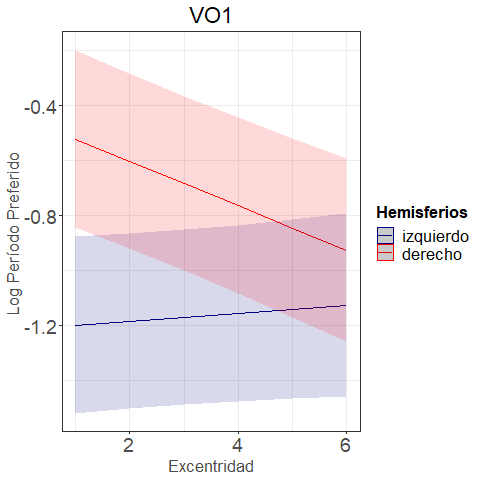 VO1
Log Período Preferido
-0.4
-0.8
-1.2
2
4
6
Excentridad
Hemisferios
izquierdo
derecho